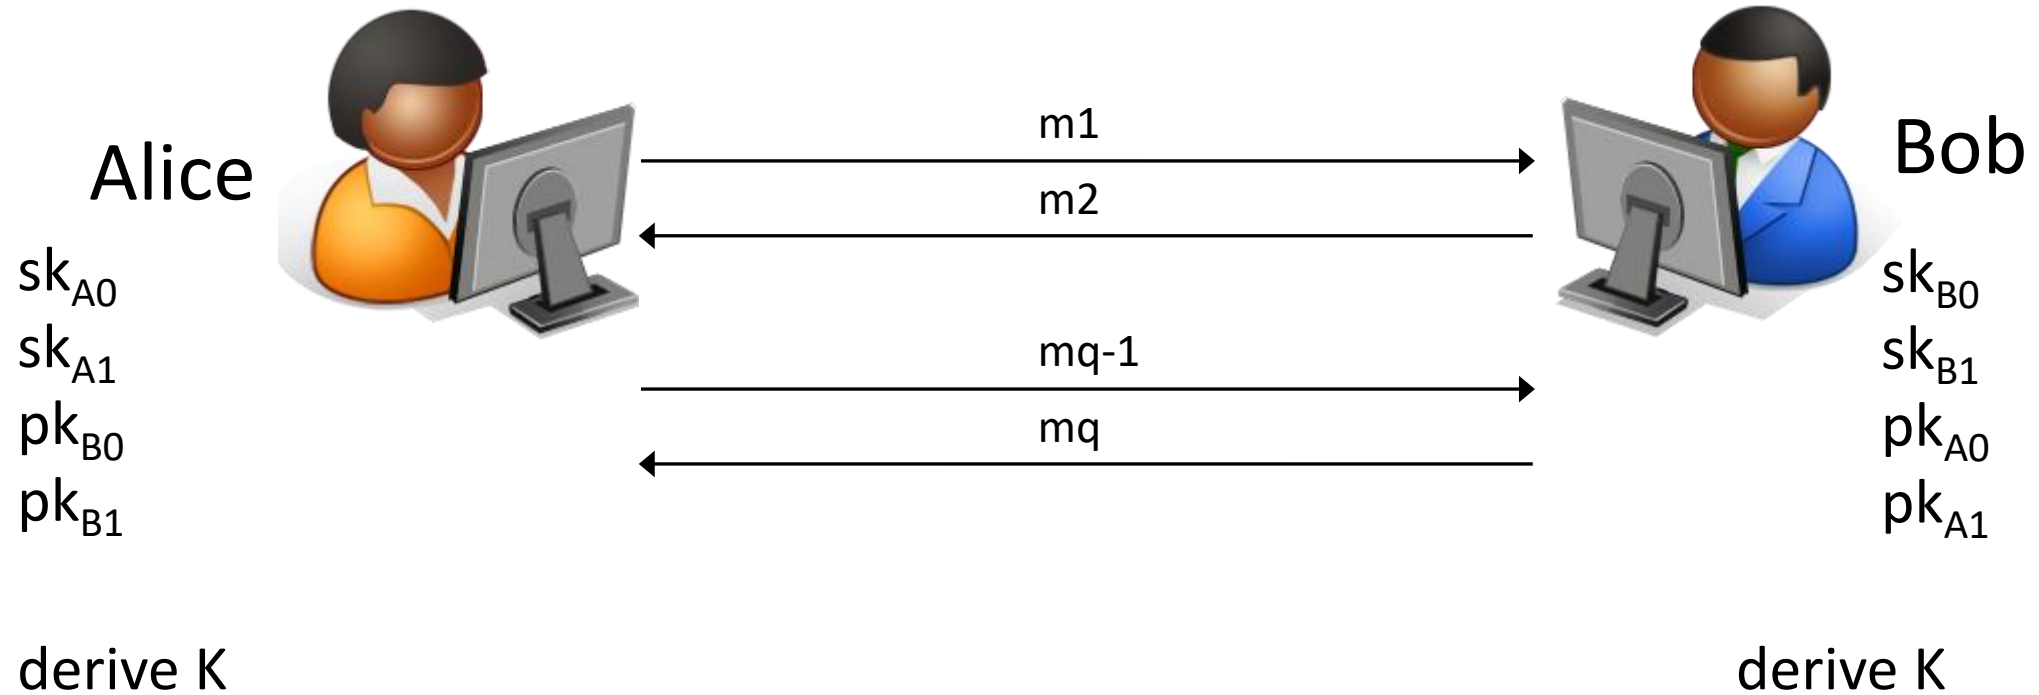 Alice
Bob
m1
m2
mq-1
mq
sk_A0
sk_A1
pk_B0
pk_B1
sk_B0
sk_B1
pk_A0
pk_A1
derive K
derive K